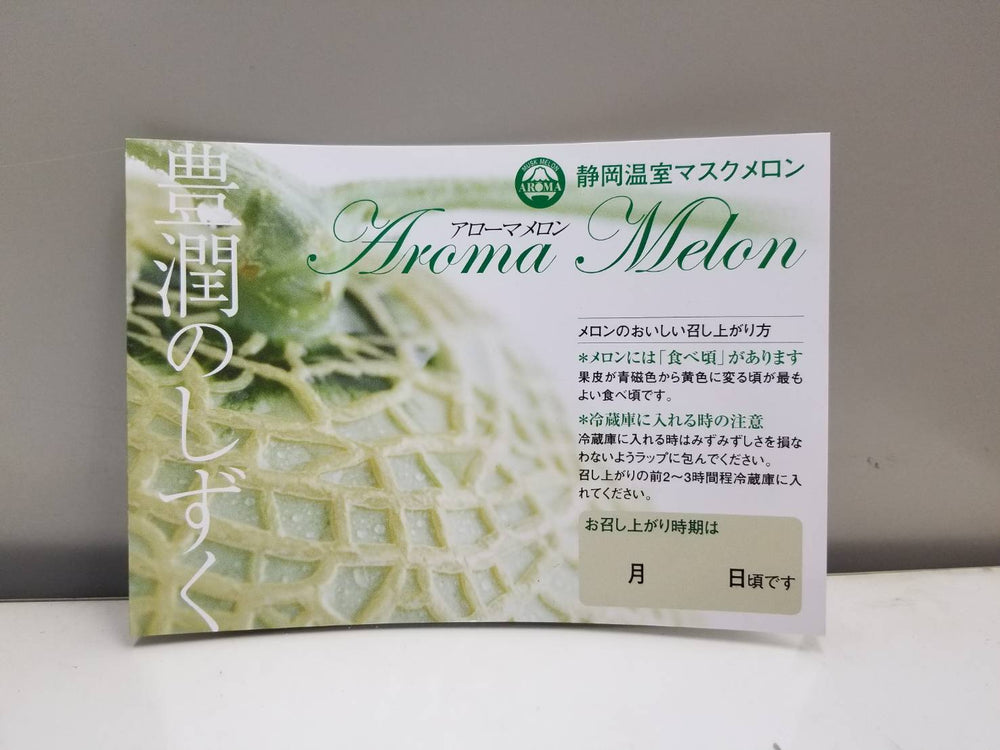 豊潤のしずく
MUSK MELON
AROMA
静岡温室マスクメロン
アローマメロン
Aroma Melon
メロンのおいしい召し上がり方
*メロンには「食べ頃」があります
果皮が青磁色から黄色に変る頃が最も
よい食べ頃です。
*冷蔵庫に入れる時の注意
冷蔵庫に入れる時はみずみずしさを損な
わないようラップに包んでください。
召し上がりの前2～3時間程冷蔵庫に入
れてください。
お召し上がり時期は
月 日頃です